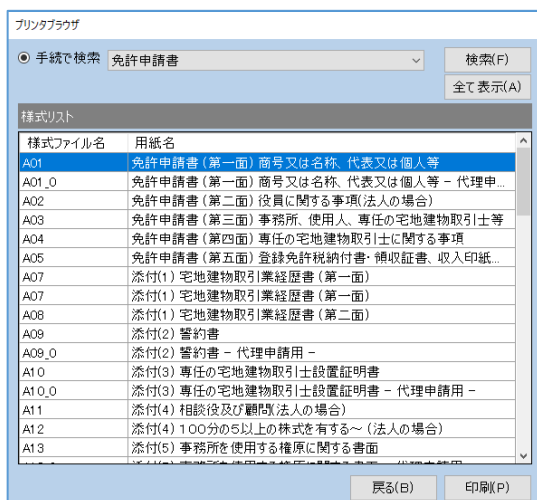 プリンタブラウザ
手続で検索 免許申請書 検索(F)
全て表示(A)
様式リスト
様式ファイル名 用紙名
A01 免許申請書(第一面) 商号又は名称、代表又は個人等
A01_0 免許申請書(第一面) 商号又は名称、代表又は個人等 - 代理申...
A02 免許申請書(第二面) 役員に関する事項(法人の場合)
A03 免許申請書(第三面) 事務所、使用人、専任の宅地建物取引士等
A04 免許申請書(第四面) 専任の宅地建物取引士に関する事項
A05 免許申請書(第五面) 登録免許税納付書・領収証書、収入印紙...
A07 添付(1) 宅地建物取引業経歴書(第一面)
A07 添付(1) 宅地建物取引業経歴書(第一面)
A08 添付(1) 宅地建物取引業経歴書(第二面)
A09 添付(2) 誓約書
A09_0 添付(2) 誓約書 - 代理申請用 -
A10 添付(3) 専任の宅地建物取引士設置証明書
A10_0 添付(3) 専任の宅地建物取引士設置証明書 - 代理申請用 -
A11 添付(4) 相談役及び顧問(法人の場合)
A12 添付(4) 100分の5以上の株式を有する~(法人の場合)
A13 添付(5) 事務所を使用する権原に関する書面
戻る(B) 印刷(P)